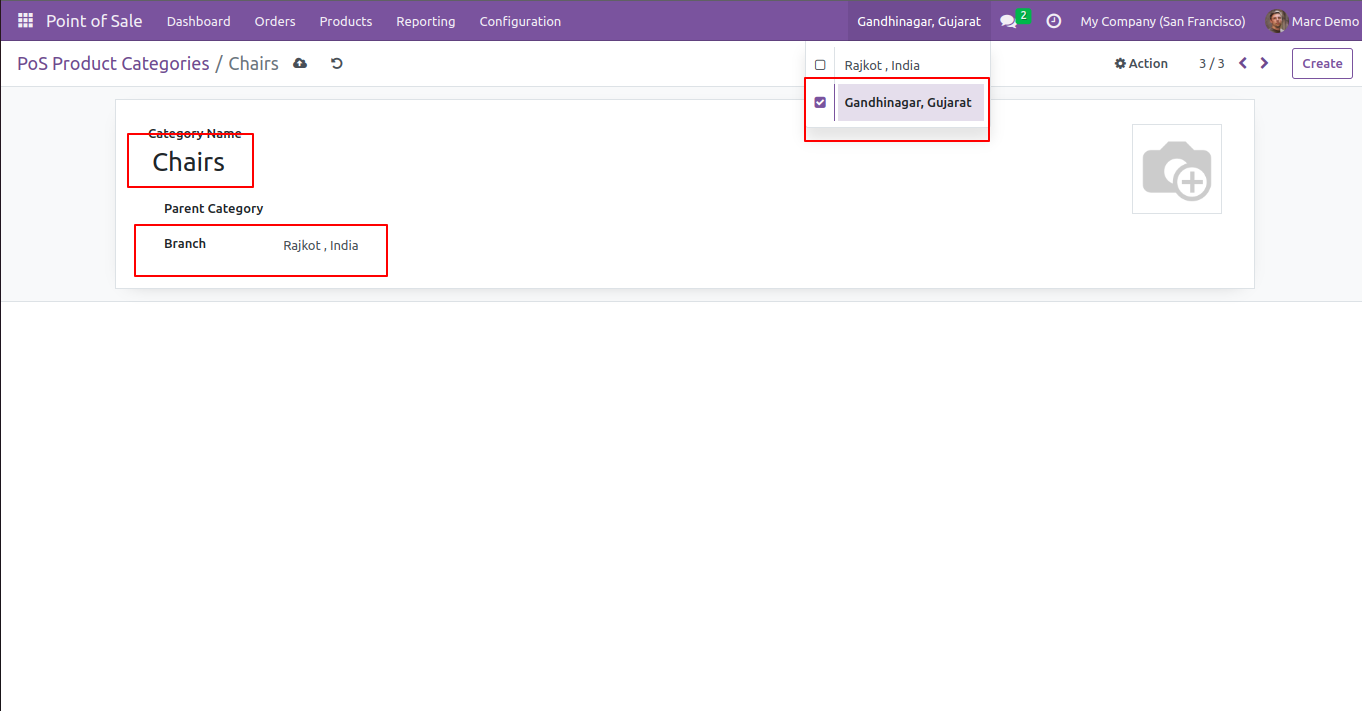 Point of Sale Dashboard Orders Products Reporting Configuration Gandhinagar, Gujarat 2 My Company (San Francisco) Marc Demo
PoS Product Categories / Chairs Action 3 / 3 Create
Rajkot , India
Gandhinagar, Gujarat
Category Name
Chairs
Parent Category
Branch Rajkot , India